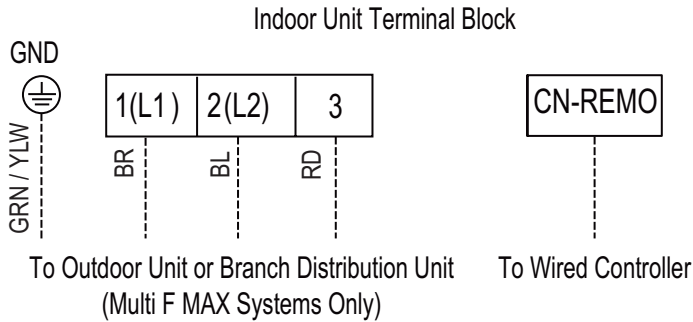 Indoor Unit Terminal Block
GND
1(L1)
2(L2)
3
CN-REMO
GRN / YLW
BR
BL
RD
To Outdoor Unit or Branch Distribution Unit
(Multi F MAX Systems Only)
To Wired Controller